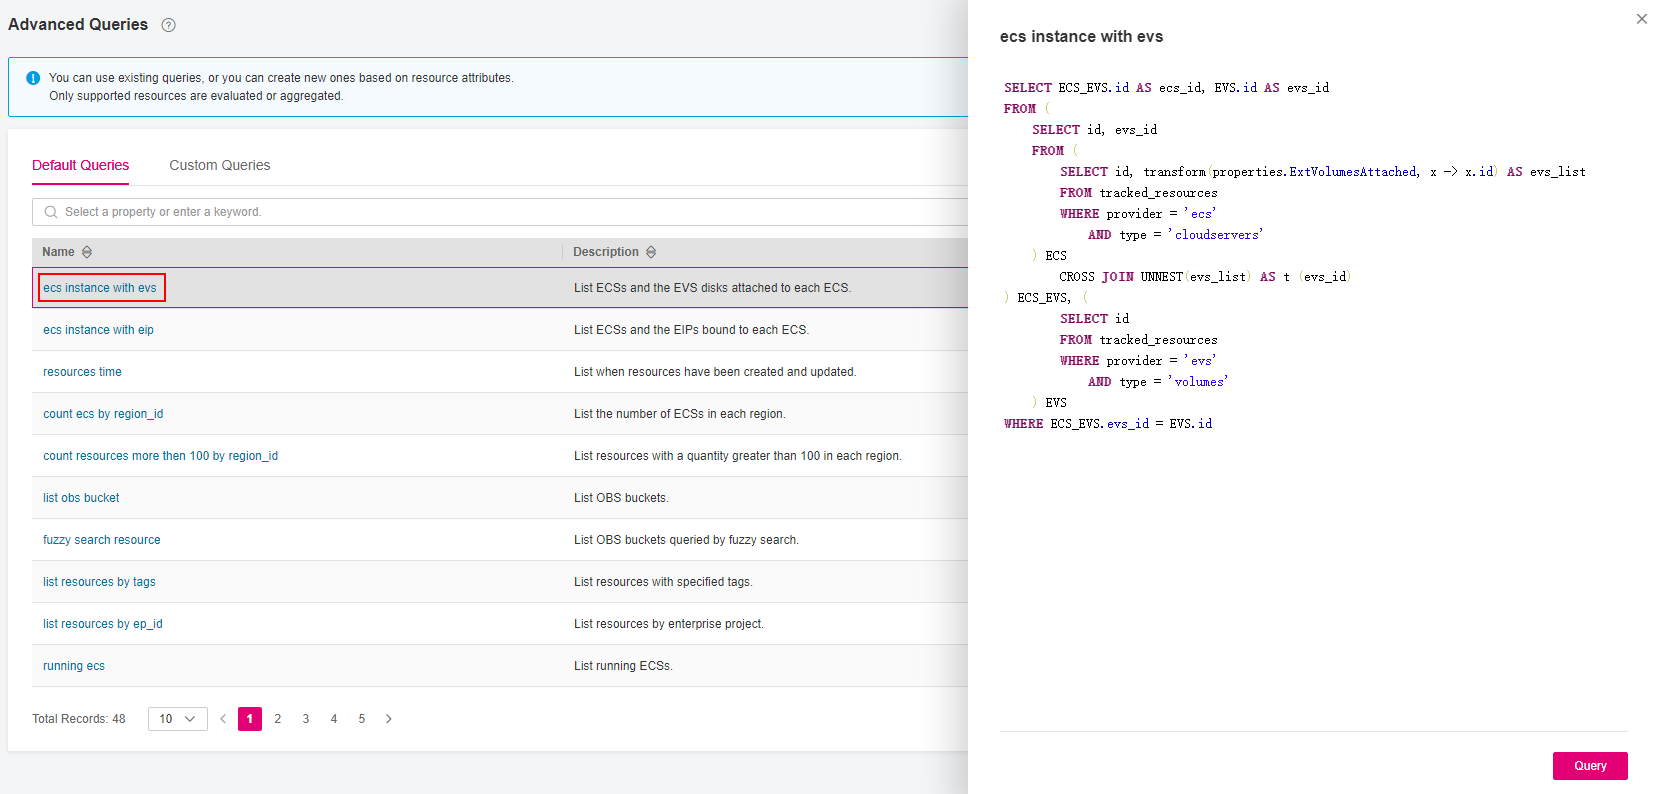 Advanced Queries ?
You can use existing queries, or you can create new ones based on resource attributes.
Only supported resources are evaluated or aggregated.
Default Queries Custom Queries
Select a property or enter a keyword.
Name Description
ecs instance with evs List ECSs and the EVS disks attached to each ECS.
ecs instance with eip List ECSs and the EIPs bound to each ECS.
resources time List when resources have been created and updated.
count ecs by region_id List the number of ECSs in each region.
count resources more then 100 by region_id List resources with a quantity greater than 100 in each region.
list obs bucket List OBS buckets.
fuzzy search resource List OBS buckets queried by fuzzy search.
list resources by tags List resources with specified tags.
list resources by ep_id List resources by enterprise project.
running ecs List running ECSs.
Total Records: 48 10 < 1 2 3 4 5 >
ecs instance with evs
SELECT ECS_EVS.id AS ecs_id, EVS.id AS evs_id
FROM (
SELECT id, evs_id
FROM (
SELECT id, transform(properties.ExtVolumesAttached, x -> x.id) AS evs_list
FROM tracked_resources
WHERE provider = 'ecs'
AND type = 'cloudservers'
) ECS
CROSS JOIN UNNEST(evs_list) AS t (evs_id)
) ECS_EVS, (
SELECT id
FROM tracked_resources
WHERE provider = 'evs'
AND type = 'volumes'
) EVS
WHERE ECS_EVS.evs_id = EVS.id
Query